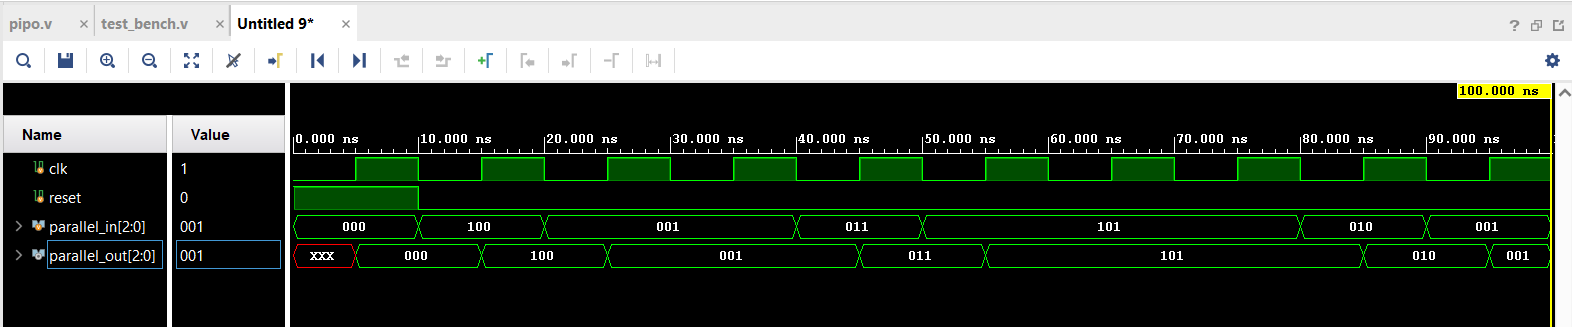 pipo.v × test_bench.v × Untitled 9* ×
?
100.000 ns
Name Value
0.000 ns 10.000 ns 20.000 ns 30.000 ns 40.000 ns 50.000 ns 60.000 ns 70.000 ns 80.000 ns 90.000 ns
clk 1
reset 0
parallel_in[2:0] 001 000 100 001 011 101 010 001
parallel_out[2:0] 001 XXX 000 100 001 011 101 010 001